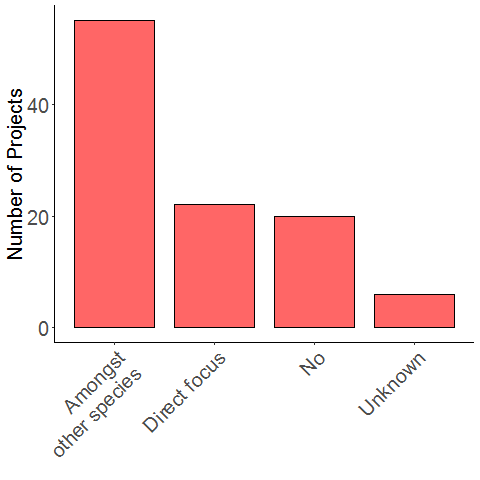 Number of Projects
40
20
0
Amongst
other species
Direct focus
No
Unknown